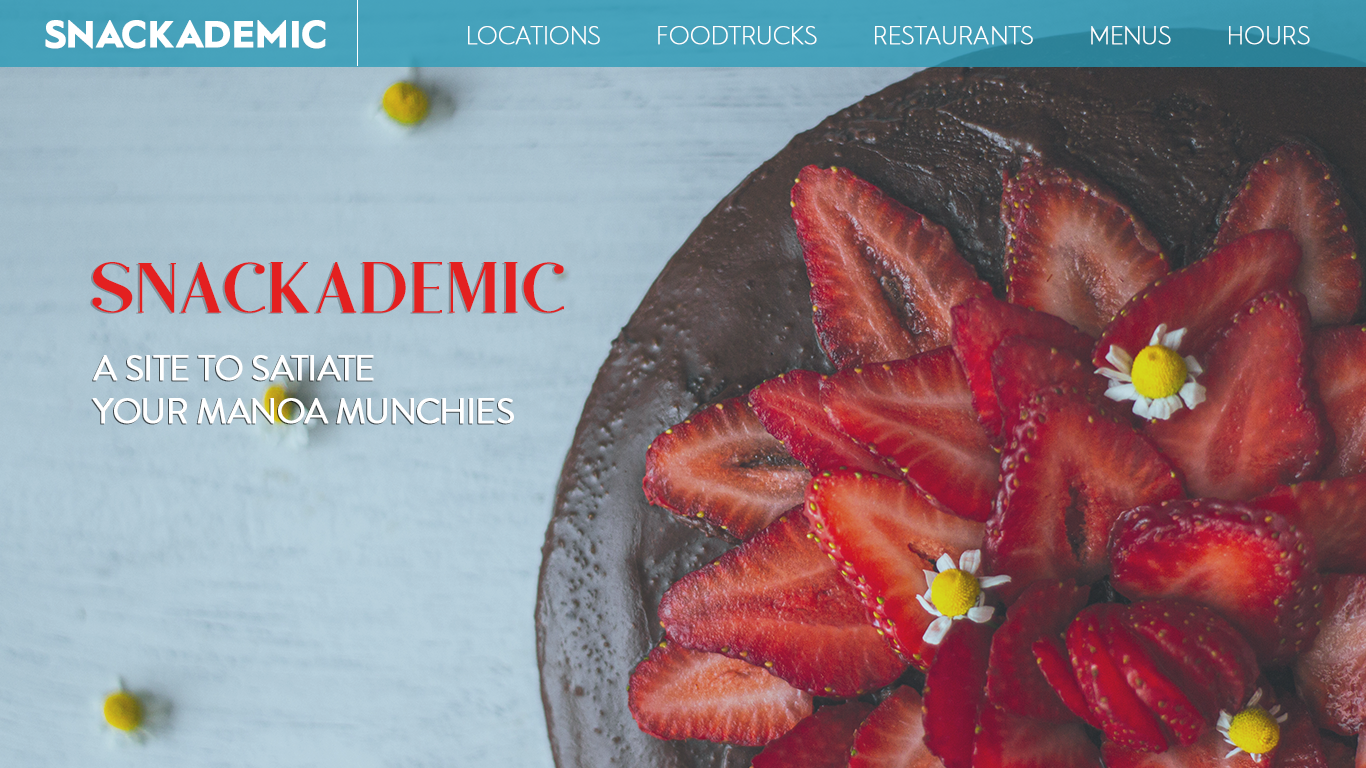 SNACKADEMIC
LOCATIONS FOODTRUCKS RESTAURANTS MENUS HOURS
SNACKADEMIC
A SITE TO SATIATE
YOUR MANOA MUNCHIES